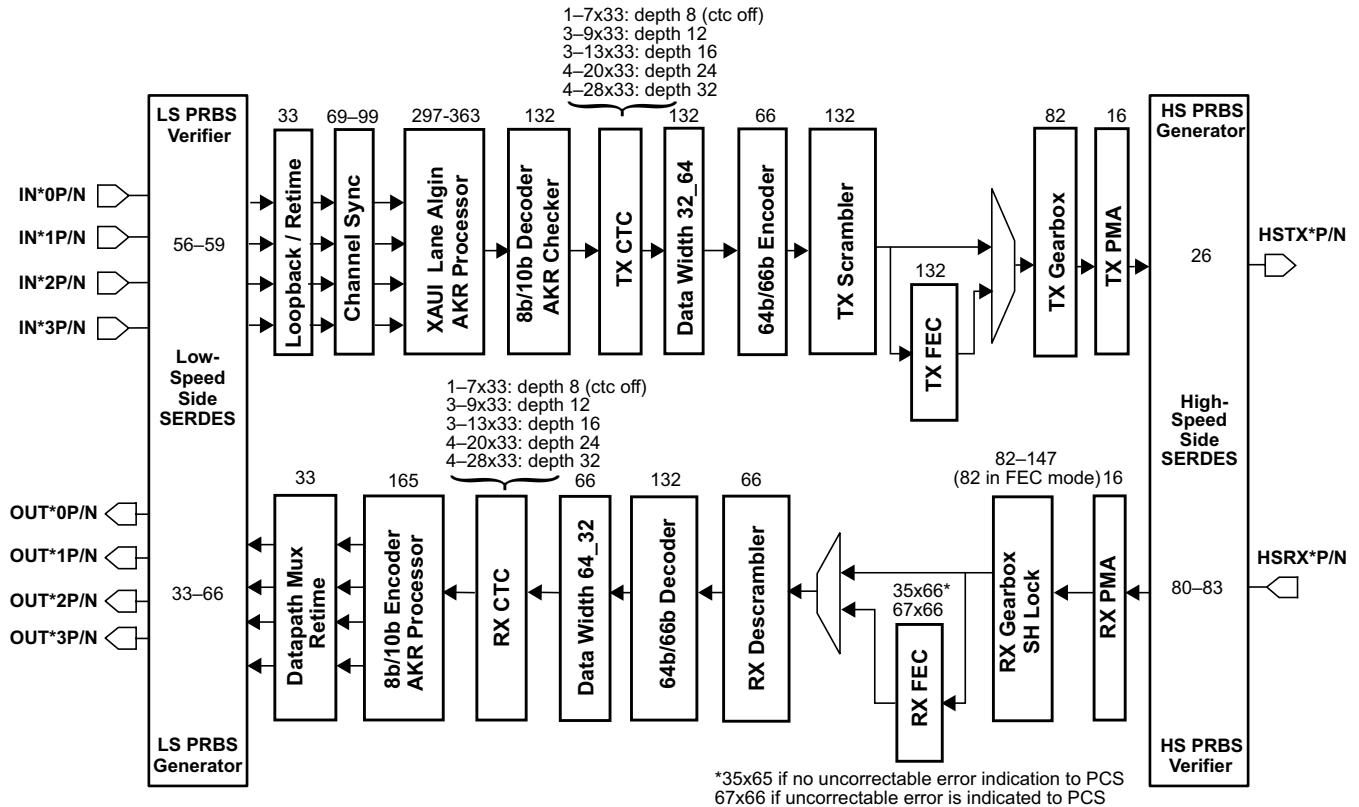 1–7x33: depth 8 (ctc off)
3–9x33: depth 12
3–13x33: depth 16
4–20x33: depth 24
4–28x33: depth 32
LS PRBS
Verifier
33
69–99
297-363
132
132
66
132
82
16
HS PRBS
Generator
IN*0P/N
IN*1P/N
IN*2P/N
IN*3P/N
56–59
Loopback / Retime
Channel Sync
XAUI Lane Algin
AKR Processor
8b/10b Decoder
AKR Checker
TX CTC
Data Width 32_64
64b/66b Encoder
TX Scrambler
132
TX FEC
TX Gearbox
TX PMA
26
HSTX*P/N
Low-
Speed
Side
SERDES
High-
Speed
Side
SERDES
1–7x33: depth 8 (ctc off)
3–9x33: depth 12
3–13x33: depth 16
4–20x33: depth 24
4–28x33: depth 32
33
165
66
132
66
82–147
(82 in FEC mode)
16
OUT*0P/N
OUT*1P/N
OUT*2P/N
OUT*3P/N
33–66
Datapath Mux
Retime
8b/10b Encoder
AKR Processor
RX CTC
Data Width 64_32
64b/66b Decoder
RX Descrambler
35x66*
67x66
RX FEC
RX Gearbox
SH Lock
RX PMA
80–83
HSRX*P/N
LS PRBS
Generator
HS PRBS
Verifier
*35x65 if no uncorrectable error indication to PCS
67x66 if uncorrectable error is indicated to PCS